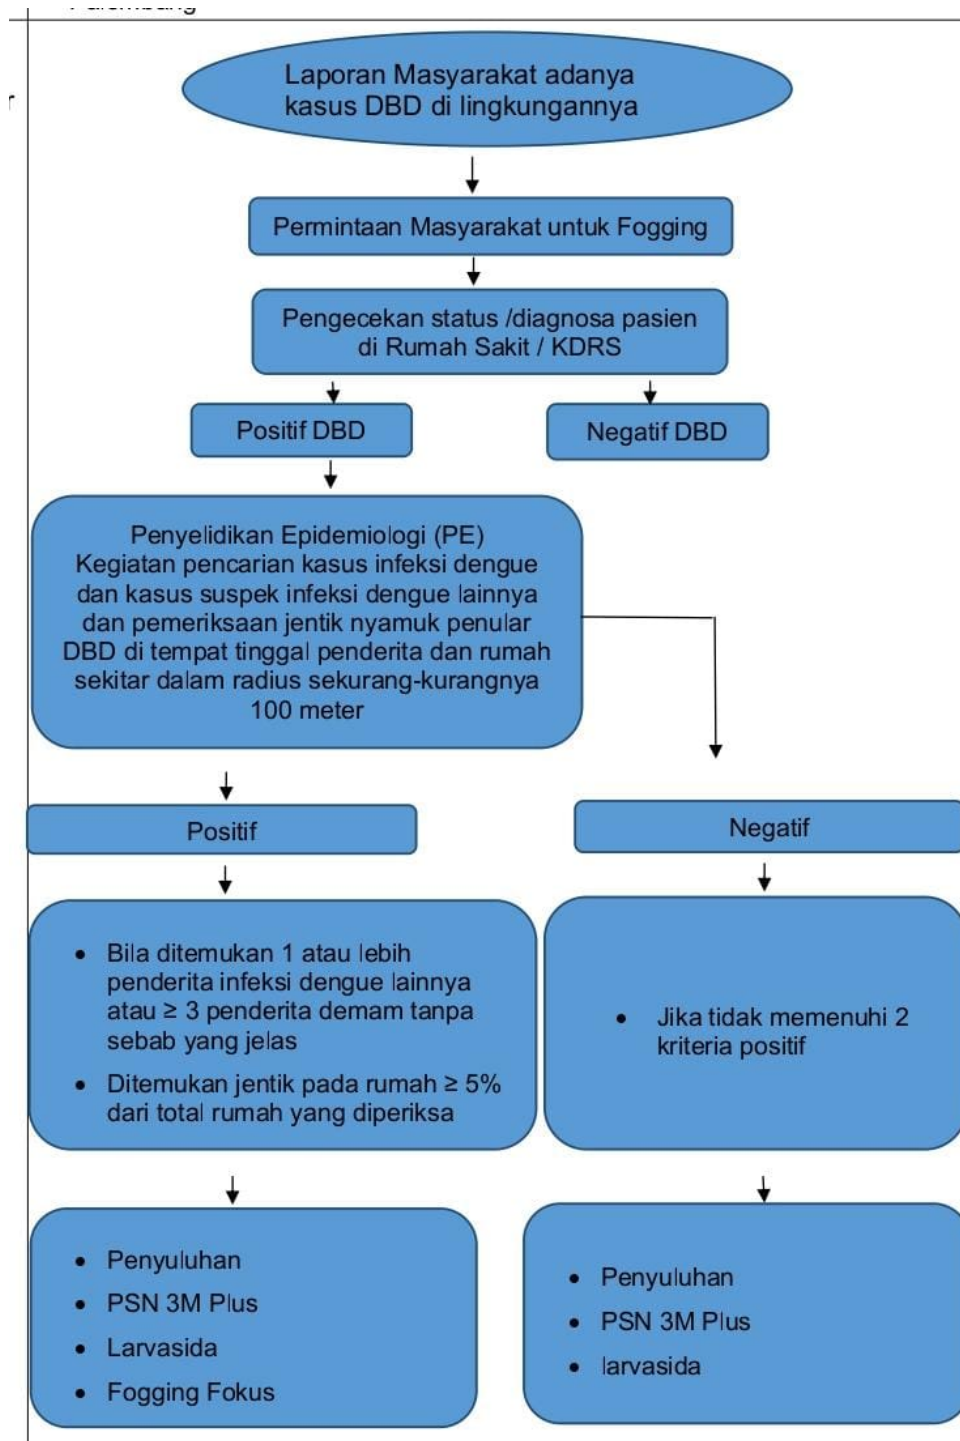 Laporan Masyarakat adanya
kasus DBD di lingkungannya
Permintaan Masyarakat untuk Fogging
Pengecekan status /diagnosa pasien
di Rumah Sakit / KDRS
Positif DBD
Negatif DBD
Penyelidikan Epidemiologi (PE)
Kegiatan pencarian kasus infeksi dengue
dan kasus suspek infeksi dengue lainnya
dan pemeriksaan jentik nyamuk penular
DBD di tempat tinggal penderita dan rumah
sekitar dalam radius sekurang-kurangnya
100 meter
Positif
Negatif
• Bila ditemukan 1 atau lebih
penderita infeksi dengue lainnya
atau ≥ 3 penderita demam tanpa
sebab yang jelas
• Ditemukan jentik pada rumah ≥ 5%
dari total rumah yang diperiksa
• Jika tidak memenuhi 2
kriteria positif
• Penyuluhan
• PSN 3M Plus
• Larvasida
• Fogging Fokus
• Penyuluhan
• PSN 3M Plus
• larvasida